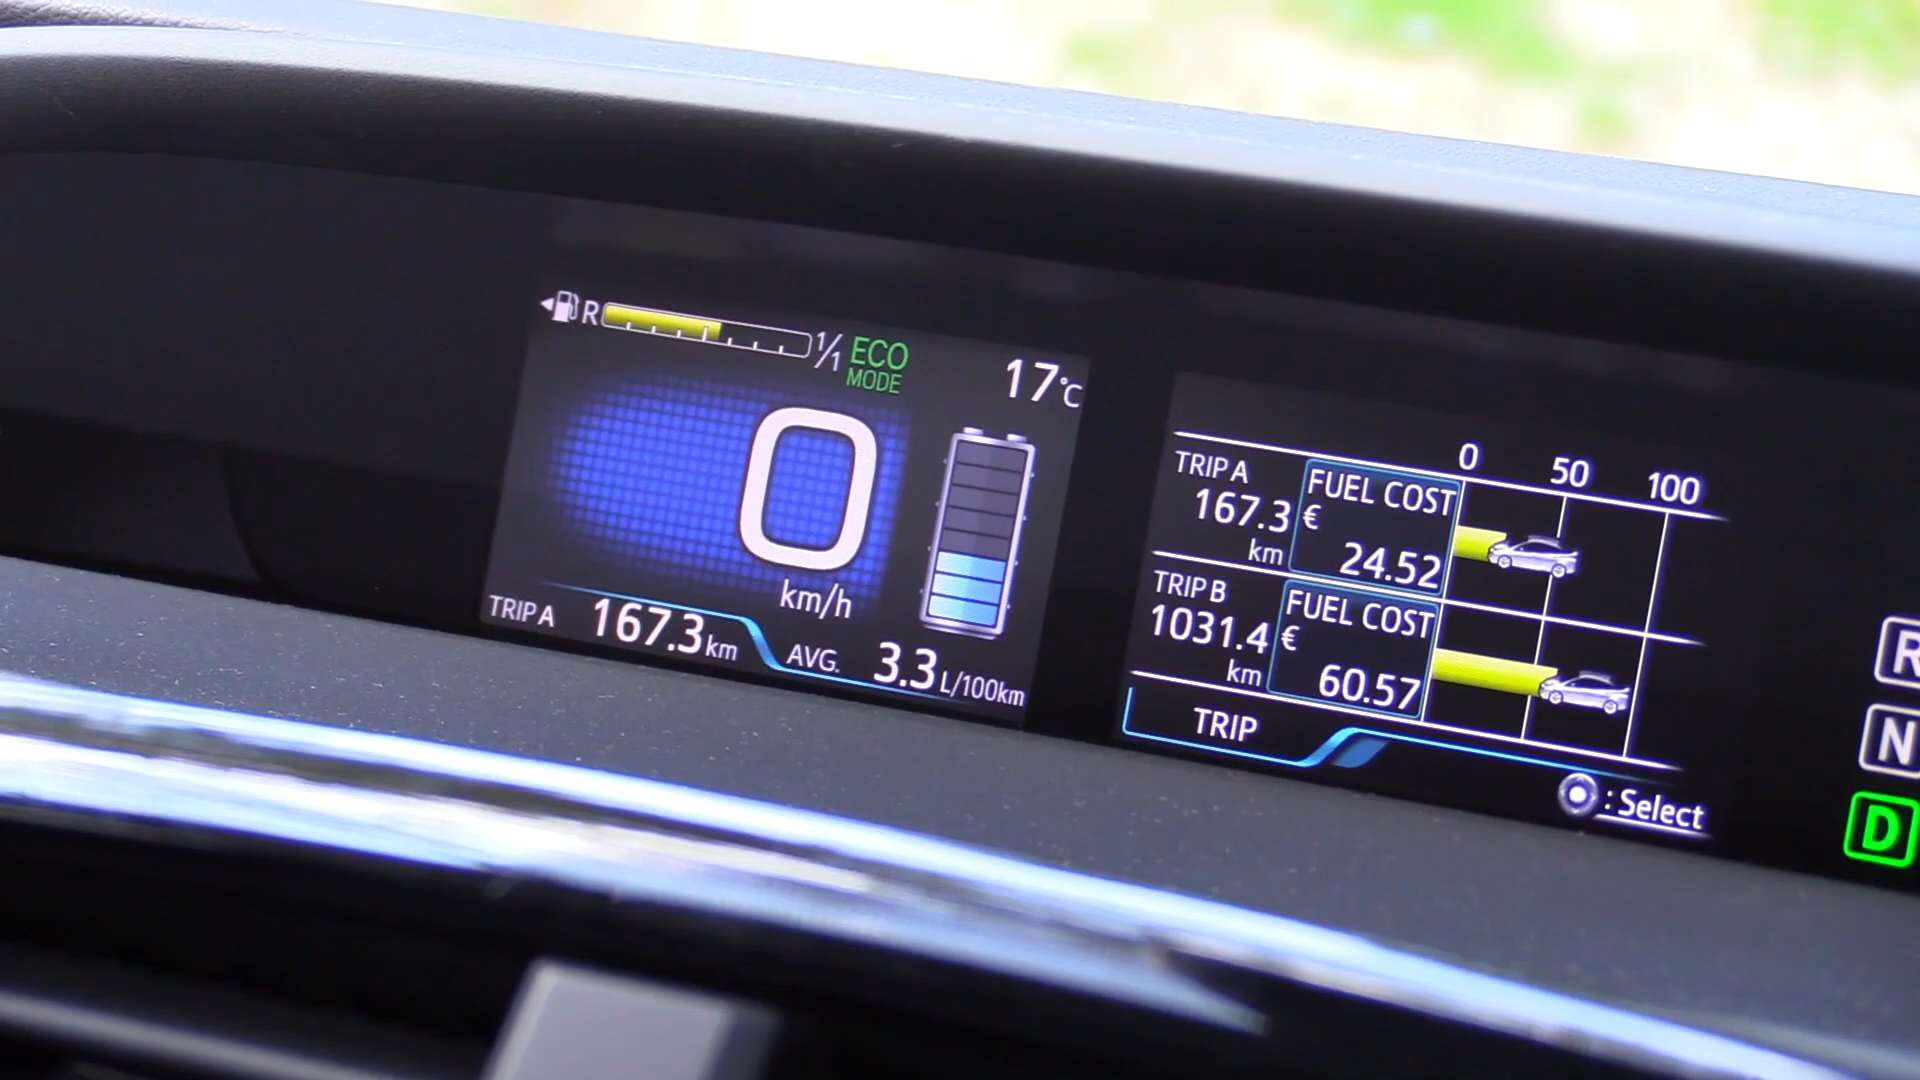 R 1/1 ECO
MODE
17°C
0
km/h
TRIP A 167.3 km AVG. 3.3 L/100km
0 50 100
TRIP A FUEL COST
167.3 €
km 24.52
TRIP B FUEL COST
1031.4 €
km 60.57
TRIP
: Select
R
N
D